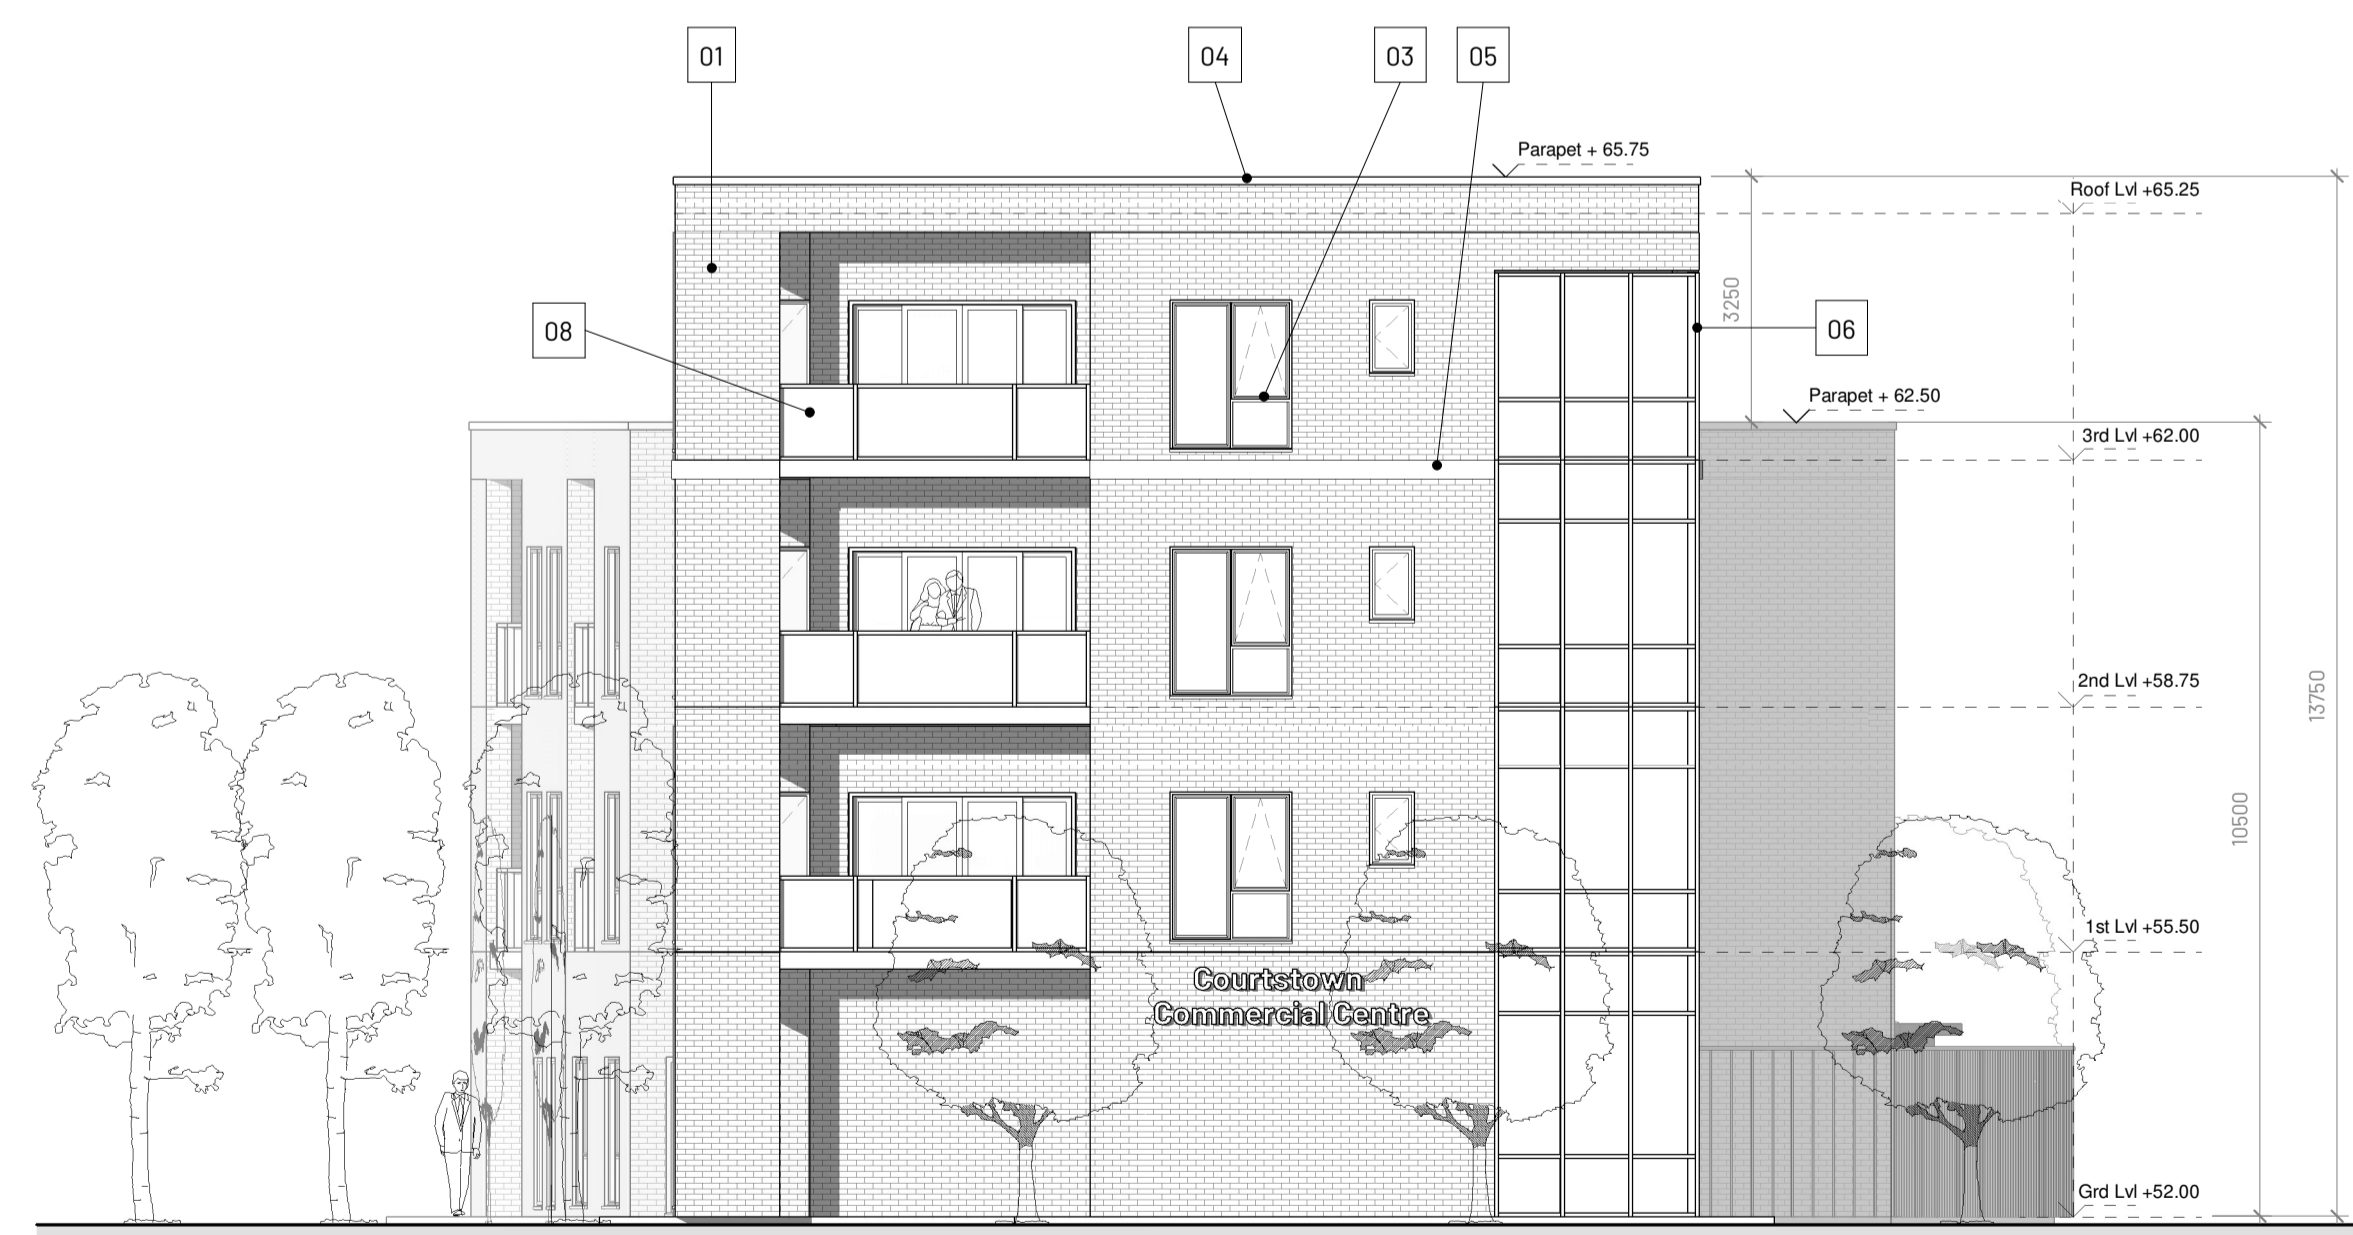 01
04
03
05
Parapet + 65.75
Roof Lvl +65.25
3250
08
06
Parapet + 62.50
3rd Lvl +62.00
2nd Lvl +58.75
13750
10500
1st Lvl +55.50
Courtstown
Commercial Centre
Grd Lvl +52.00